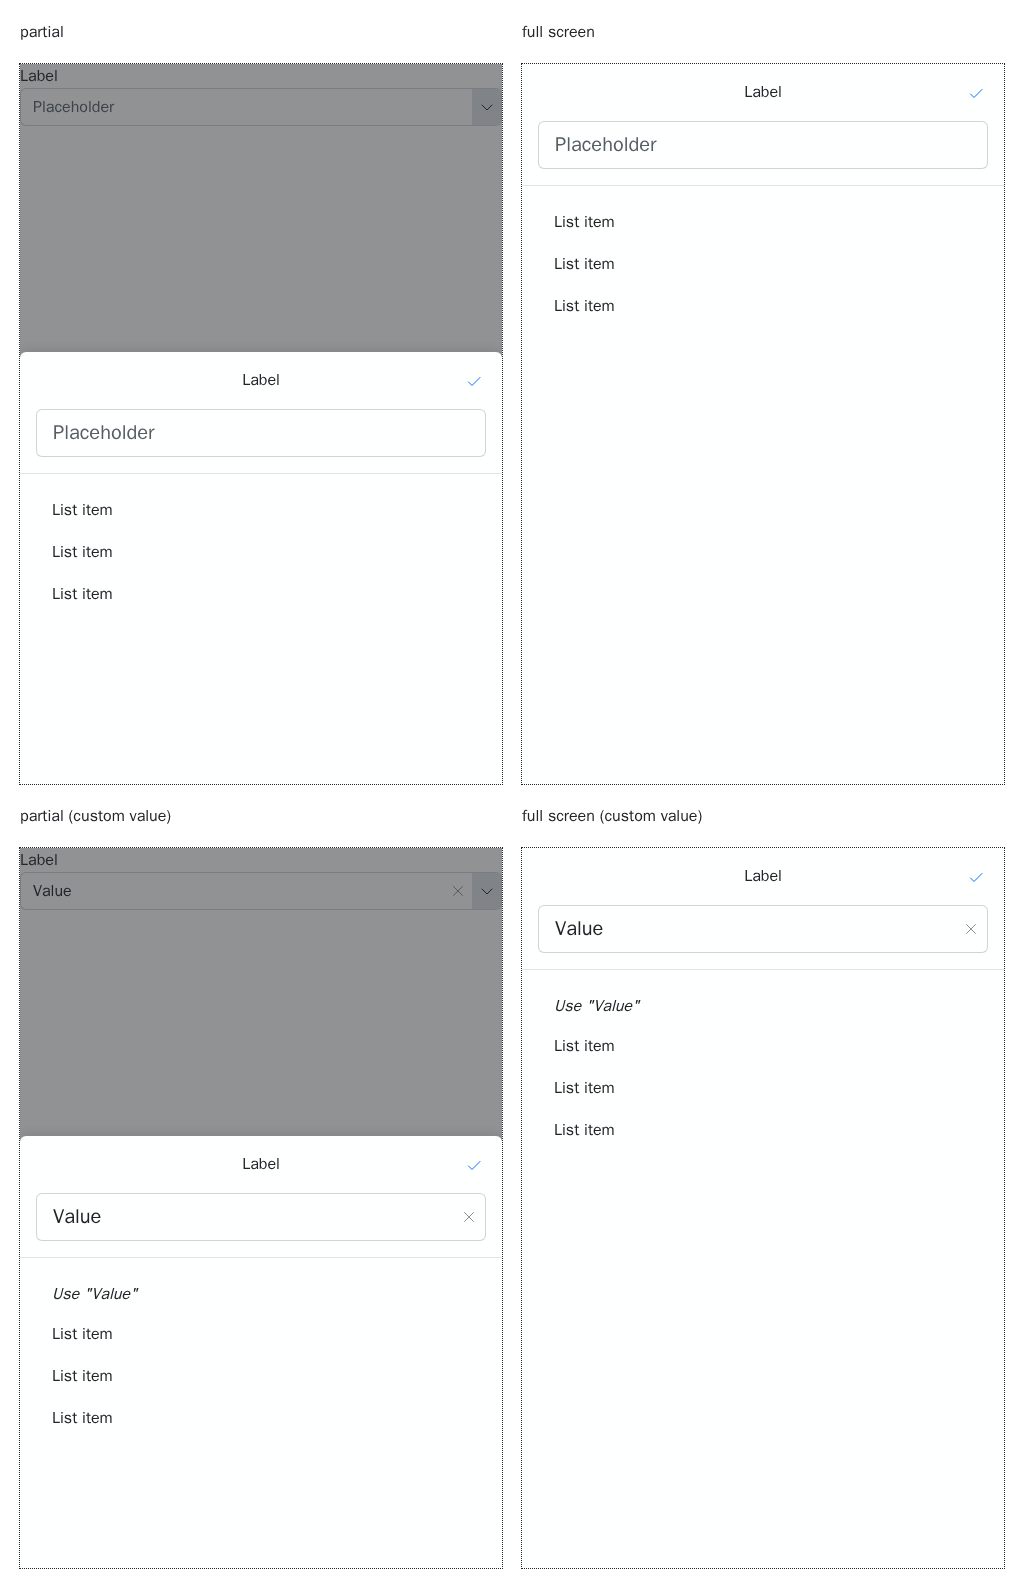 partial
Label
Placeholder
Label
Placeholder
List item
List item
List item
full screen
Label
Placeholder
List item
List item
List item
partial (custom value)
Label
Value
Label
Value
Use "Value"
List item
List item
List item
full screen (custom value)
Label
Value
Use "Value"
List item
List item
List item